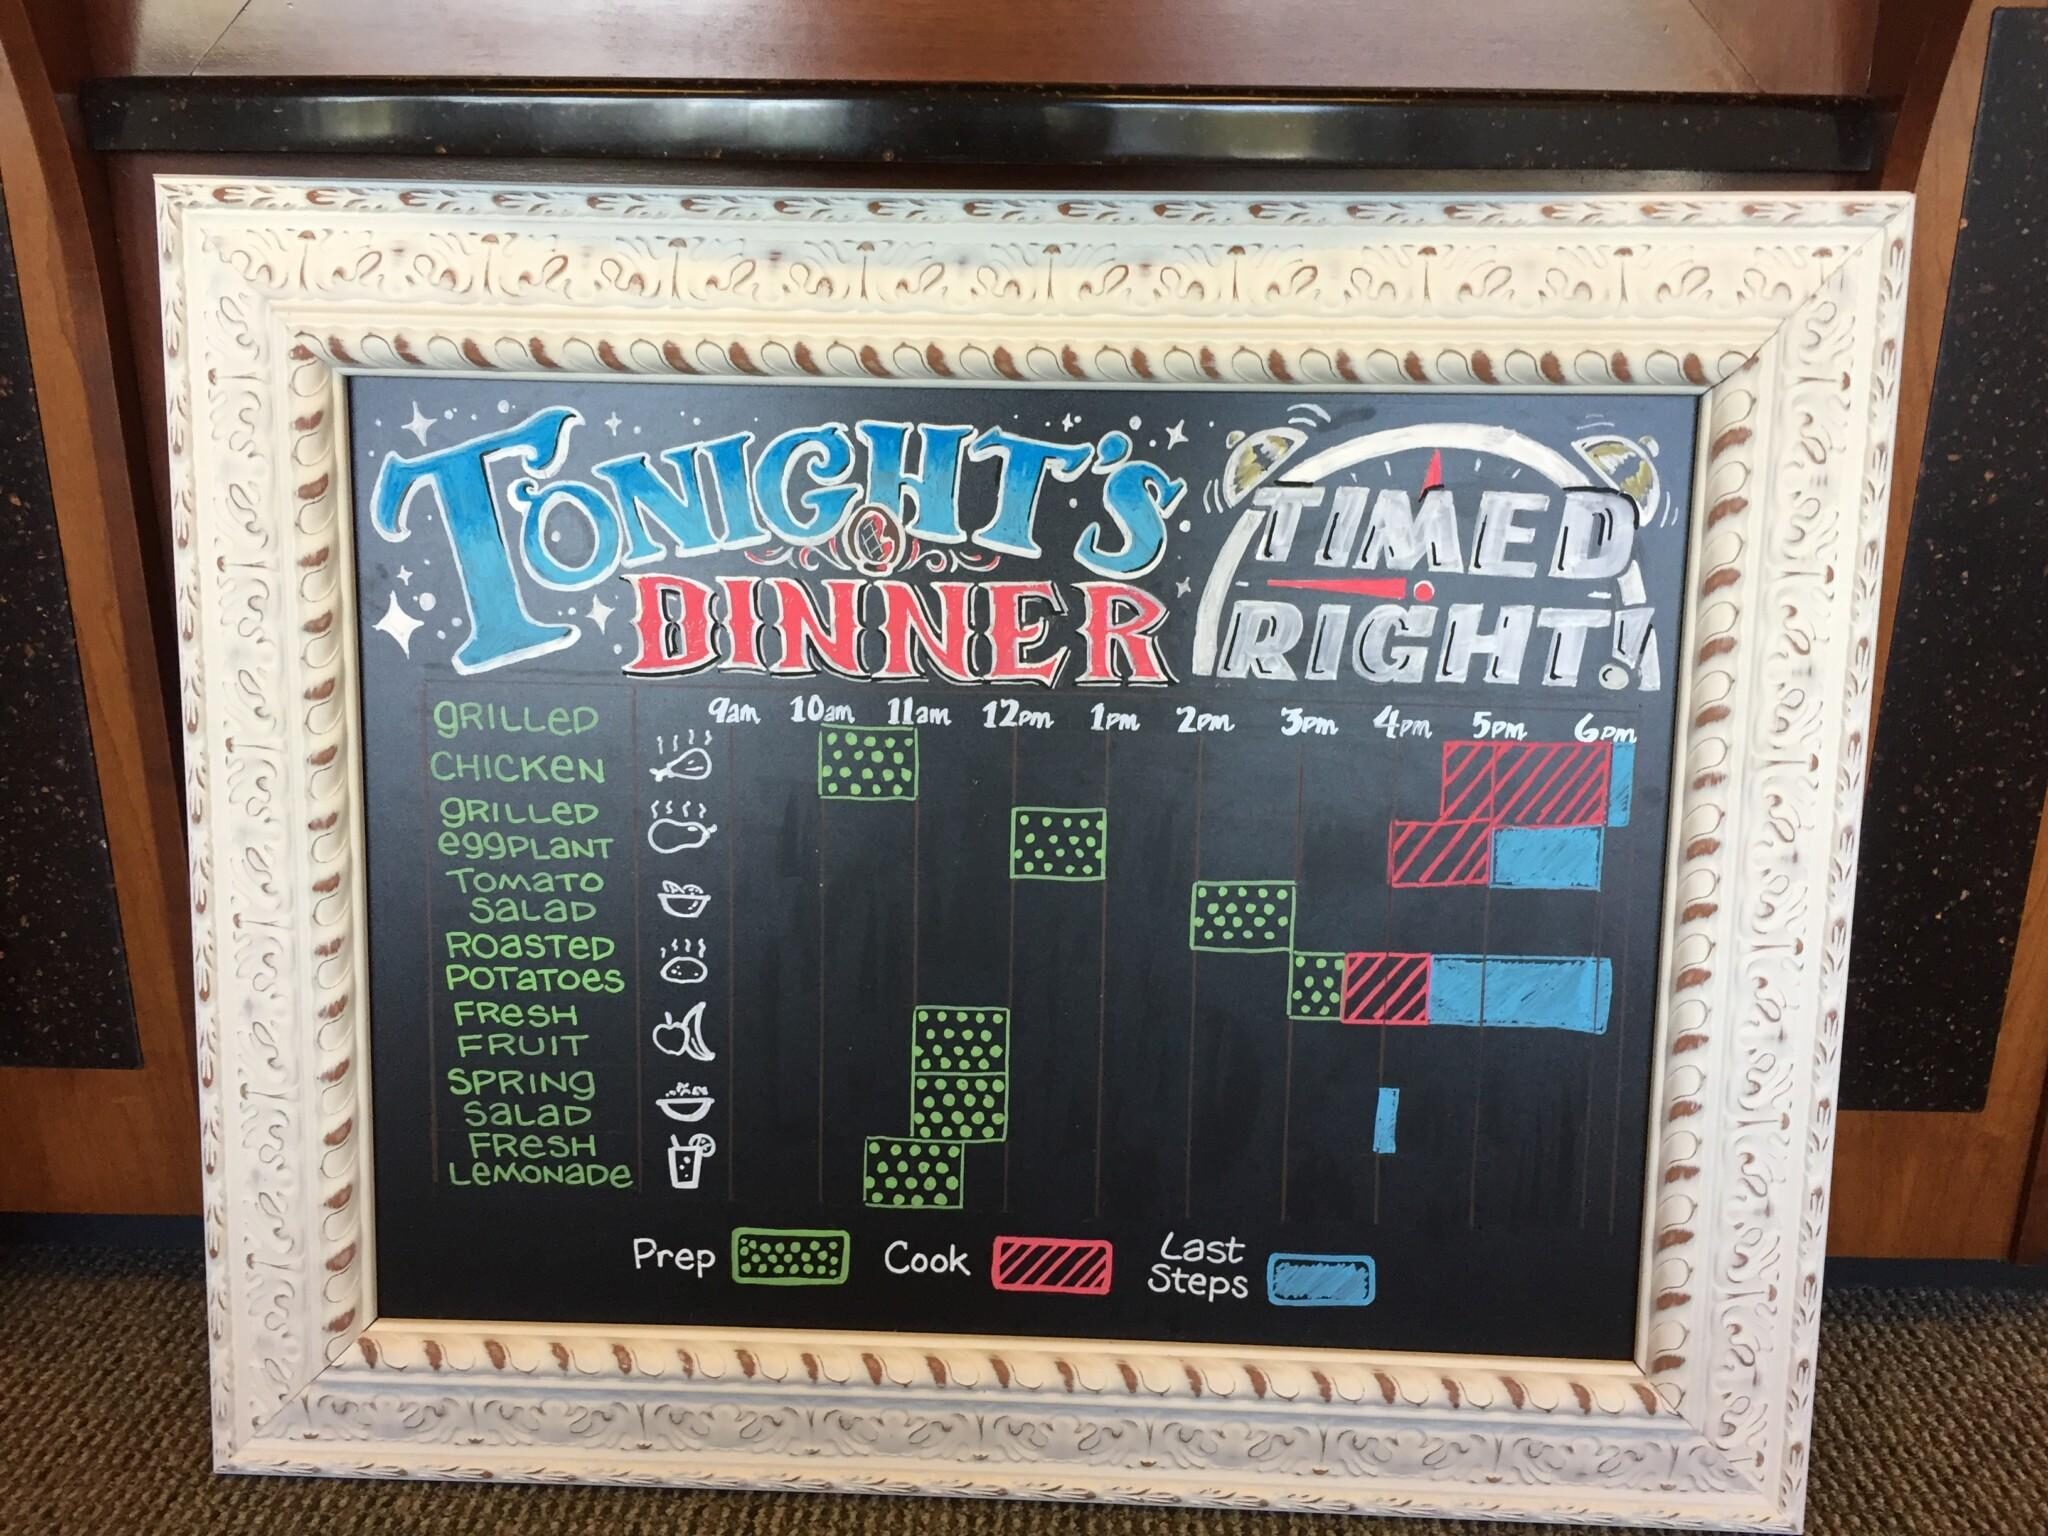 TONIGHT'S
DINNER
TIMED
RIGHT!
9am 10am 11am 12pm 1pm 2pm 3pm 4pm 5pm 6pm
GRILLED
CHICKEN
GRILLED
EGGPLANT
TOMATO
SALAD
ROASTED
POTATOES
FRESH
FRUIT
SPRING
SALAD
FRESH
LEMONADE
Prep
Cook
Last
Steps